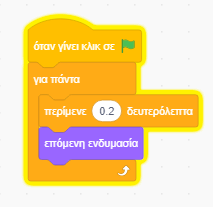 όταν γίνει κλικ σε
για πάντα
περίμενε 0.2 δευτερόλεπτα
επόμενη ενδυμασία